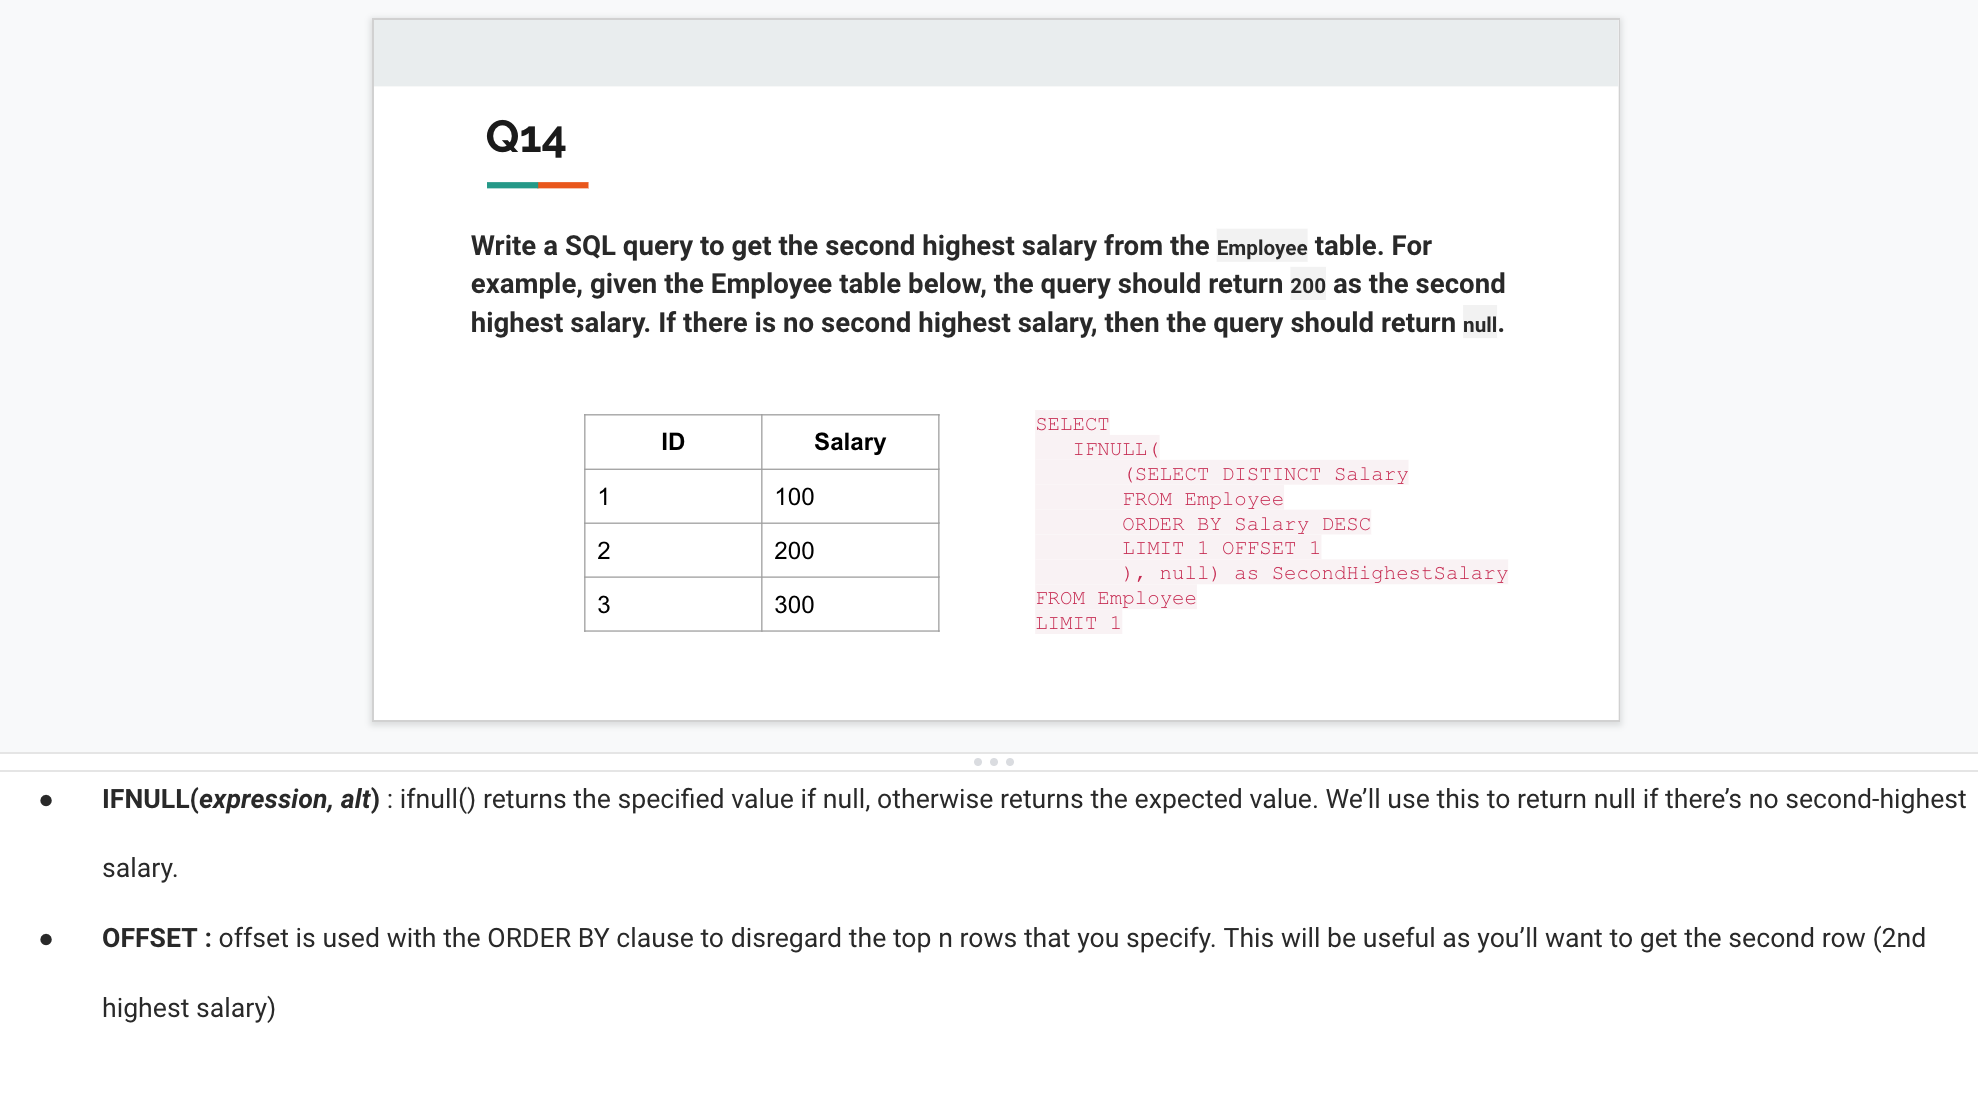 Q14
Write a SQL query to get the second highest salary from the Employee table. For
example, given the Employee table below, the query should return 200 as the second
highest salary. If there is no second highest salary, then the query should return null.
ID Salary
1 100
2 200
3 300
SELECT
IFNULL(
(SELECT DISTINCT Salary
FROM Employee
ORDER BY Salary DESC
LIMIT 1 OFFSET 1
), null) as SecondHighestSalary
FROM Employee
LIMIT 1
● IFNULL(expression, alt) : ifnull() returns the specified value if null, otherwise returns the expected value. We’ll use this to return null if there’s no second-highest
salary.
● OFFSET : offset is used with the ORDER BY clause to disregard the top n rows that you specify. This will be useful as you’ll want to get the second row (2nd
highest salary)